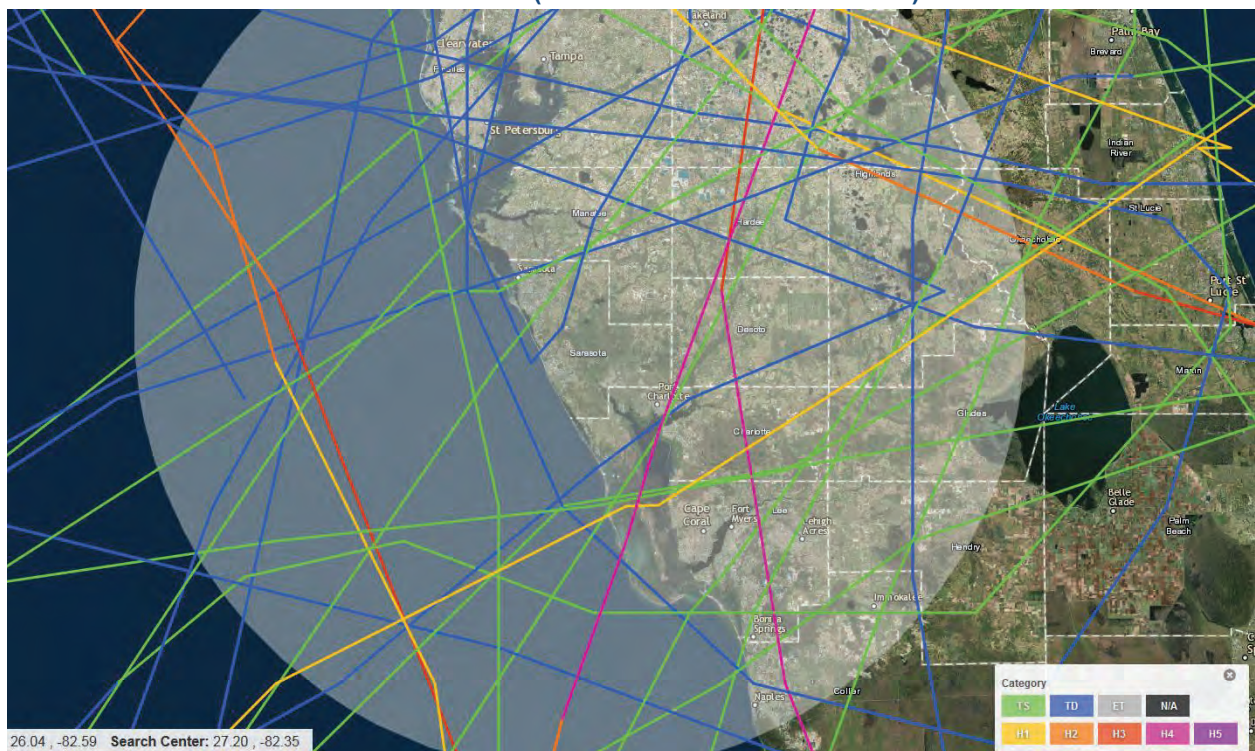 Lakeland
Clearwater
Tampa
St Petersburg
Palm Bay
Brevard
Indian River
Highlands
Manatee
Hardee
St Lucie
Okeechobee
Sarasota
Port St Lucie
Desoto
Sarasota
Martin
Port Charlotte
Glades
Lake Okeechobee
Charlotte
Cape Coral
Fort Myers
Lee
Lehigh Acres
Belle Glade
Palm Beach
Hendry
Immokalee
Bonita Springs
Naples
Collier
Category
TS TD ET N/A
H1 H2 H3 H4 H5
26.04 , -82.59 Search Center: 27.20 , -82.35